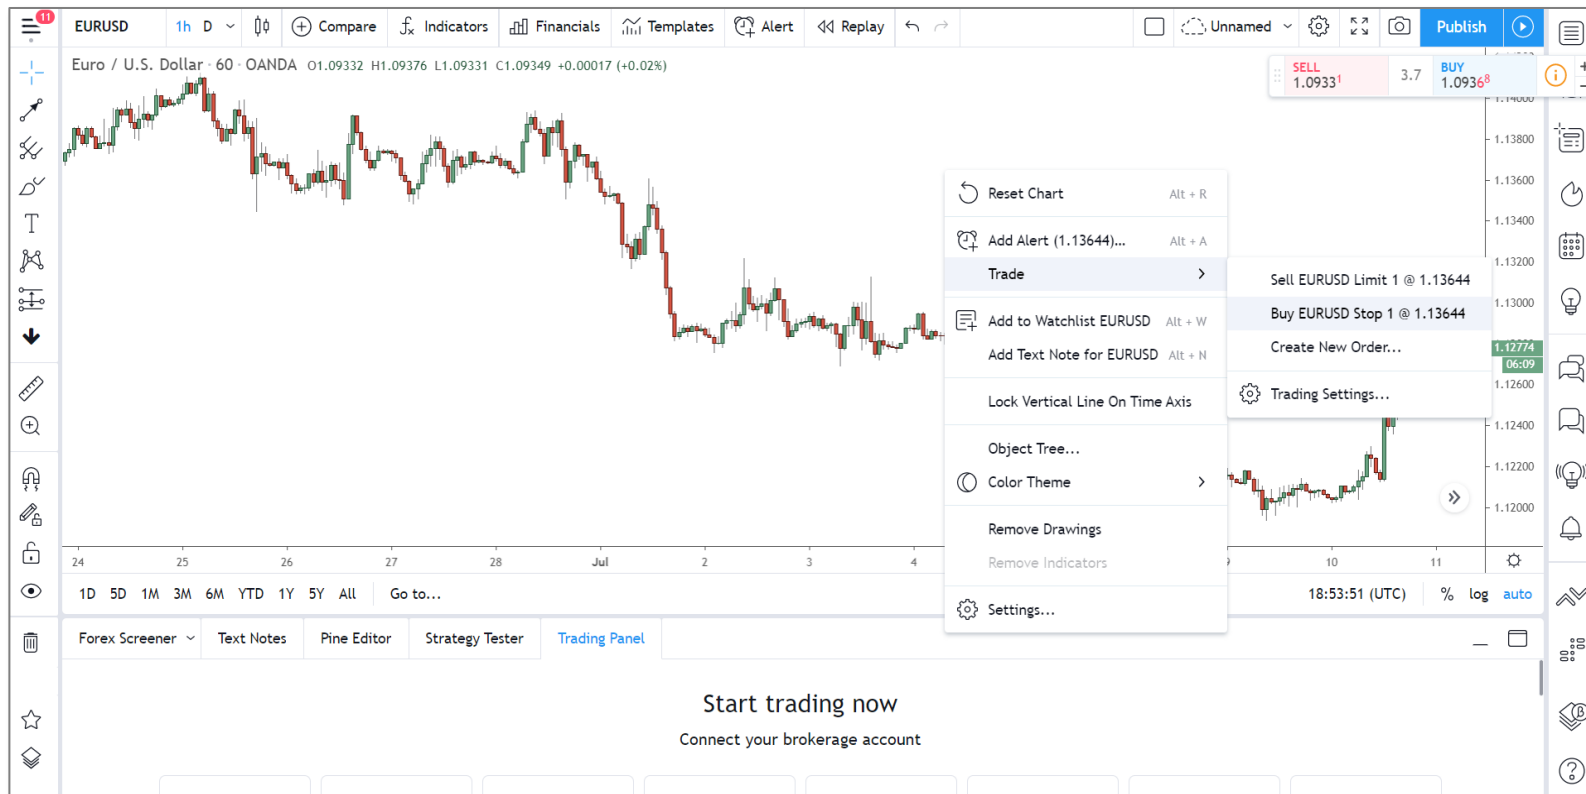 11
EURUSD 1h D Compare Indicators Financials Templates Alert Replay Unnamed Publish
Euro / U.S. Dollar · 60 · OANDA O1.09332 H1.09376 L1.09331 C1.09349 +0.00017 (+0.02%)
SELL
1.09331
3.7
BUY
1.09368
1.14000
1.13800
1.13600
1.13400
1.13200
1.13000
1.12774
06:09
1.12600
1.12400
1.12200
1.12000
Reset Chart Alt + R
Add Alert (1.13644)... Alt + A
Trade
Add to Watchlist EURUSD Alt + W
Add Text Note for EURUSD Alt + N
Lock Vertical Line On Time Axis
Object Tree...
Color Theme
Remove Drawings
Remove Indicators
Settings...
Sell EURUSD Limit 1 @ 1.13644
Buy EURUSD Stop 1 @ 1.13644
Create New Order...
Trading Settings...
24 25 26 27 28 Jul 2 3 4 10 11
1D 5D 1M 3M 6M YTD 1Y 5Y All Go to... 18:53:51 (UTC) % log auto
Forex Screener Text Notes Pine Editor Strategy Tester Trading Panel
Start trading now
Connect your brokerage account